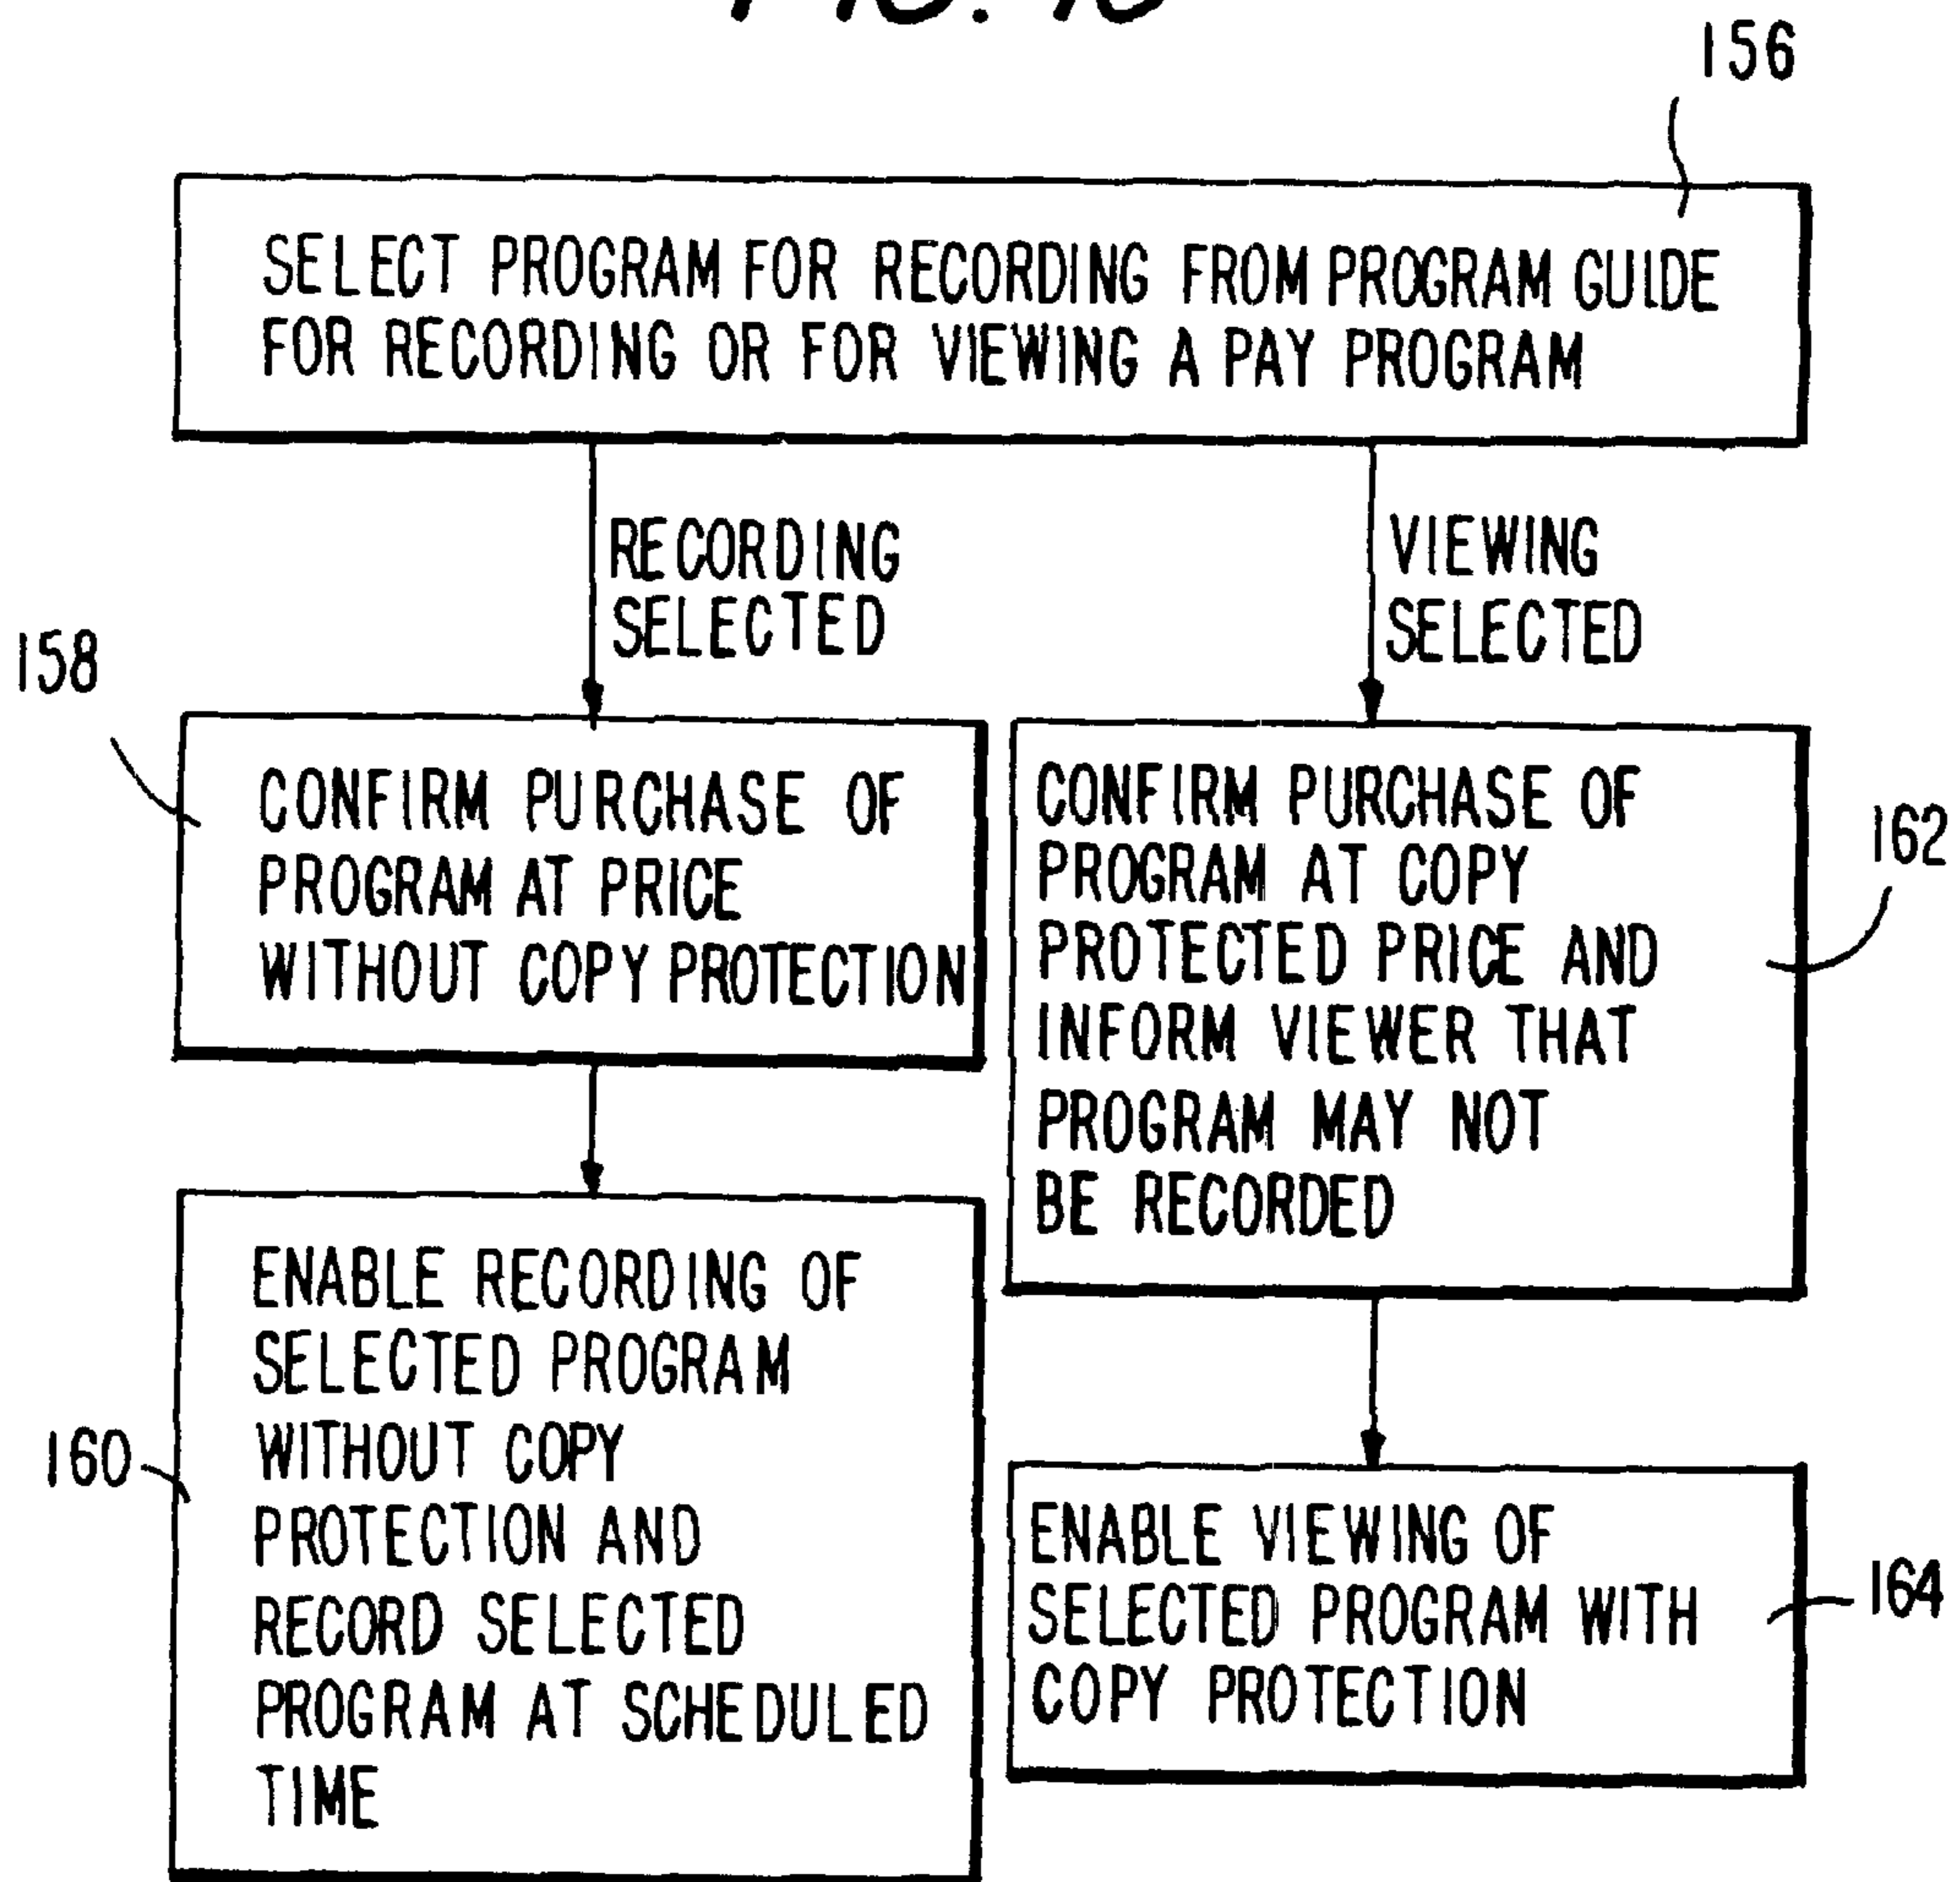 156
SELECT PROGRAM FOR RECORDING FROM PROGRAM GUIDE
FOR RECORDING OR FOR VIEWING A PAY PROGRAM
RECORDING
SELECTED
VIEWING
SELECTED
158
CONFIRM PURCHASE OF
PROGRAM AT PRICE
WITHOUT COPY PROTECTION
CONFIRM PURCHASE OF
PROGRAM AT COPY
PROTECTED PRICE AND
INFORM VIEWER THAT
PROGRAM MAY NOT
BE RECORDED
162
160
ENABLE RECORDING OF
SELECTED PROGRAM
WITHOUT COPY
PROTECTION AND
RECORD SELECTED
PROGRAM AT SCHEDULED
TIME
ENABLE VIEWING OF
SELECTED PROGRAM WITH
COPY PROTECTION
164